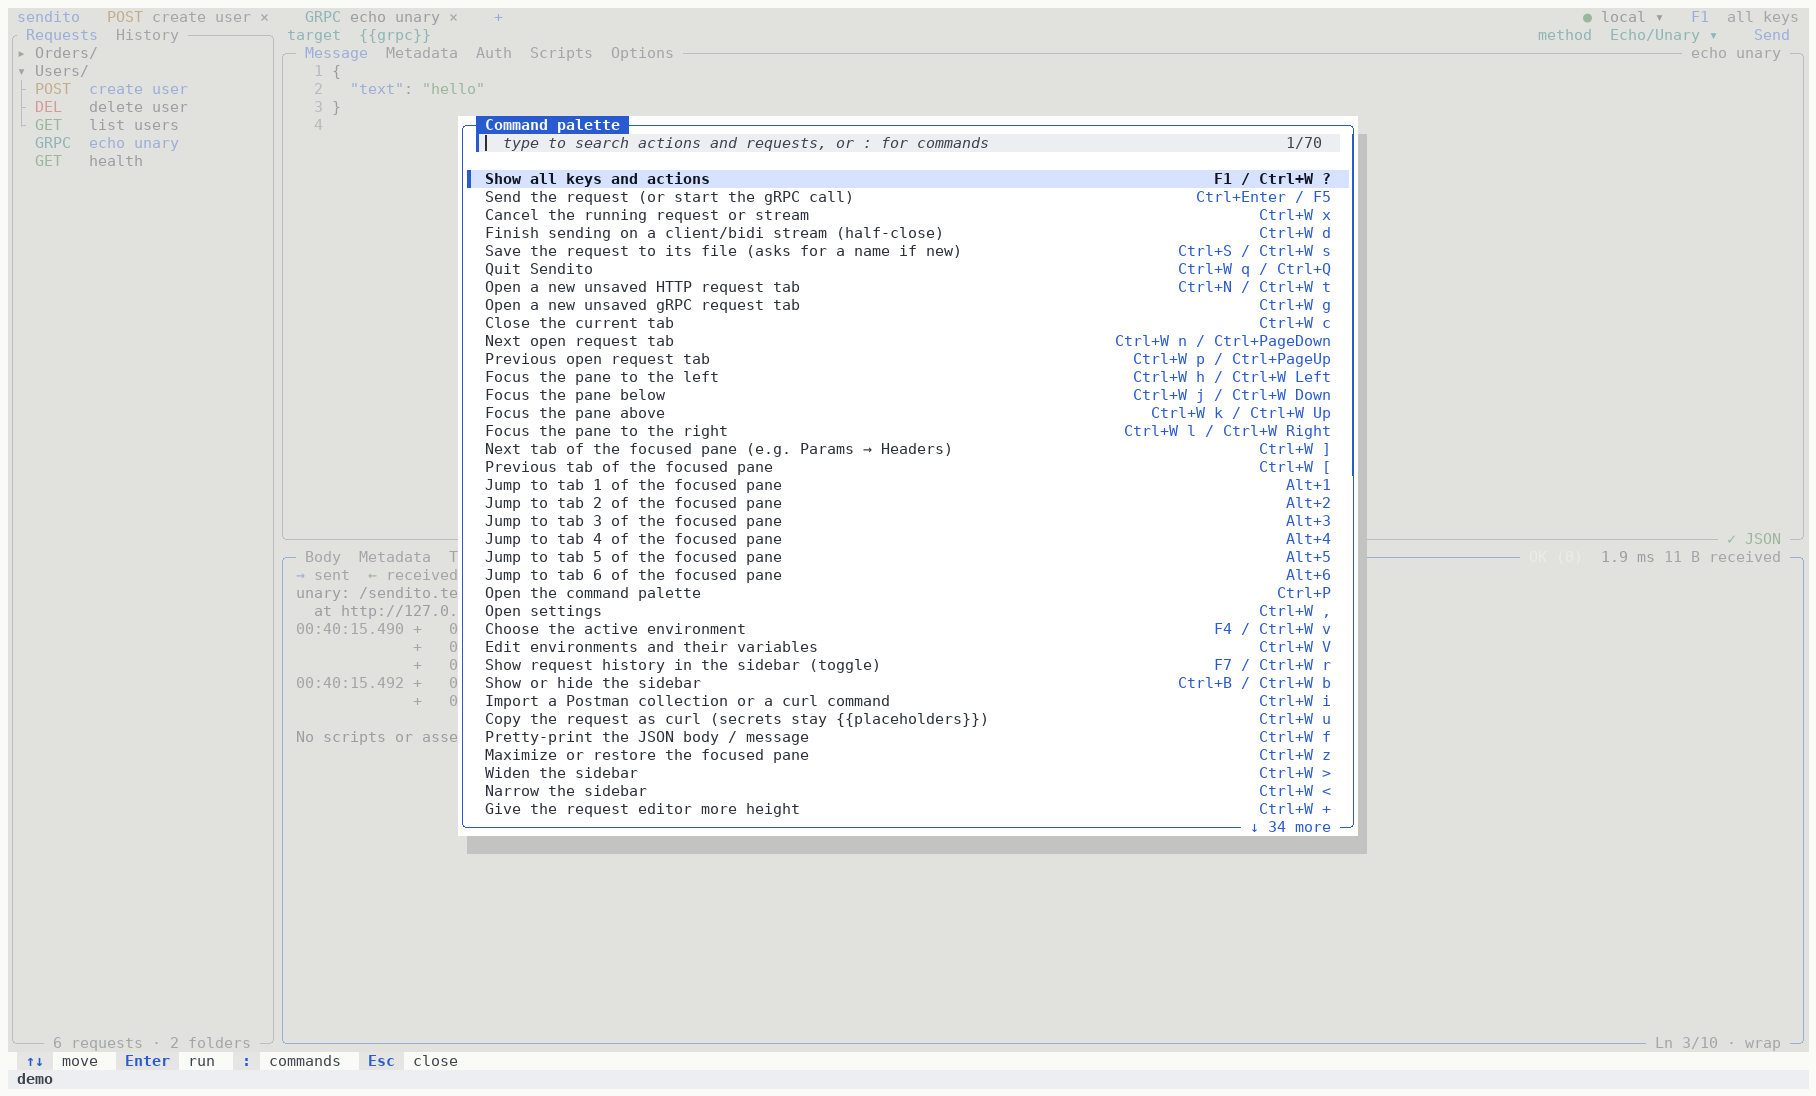 sendito   POST create user ×    GRPC echo unary ×    +    ● local ▾   F1  all keys
Requests  History    target  {{grpc}}    method  Echo/Unary ▾    Send
▸ Orders/    Message  Metadata  Auth  Scripts  Options    echo unary
▾ Users/    1 {
POST  create user    2   "text": "hello"
DEL   delete user    3 }
GET   list users    4
GRPC  echo unary
GET   health
Command palette
type to search actions and requests, or : for commands    1/70
Show all keys and actions    F1 / Ctrl+W ?
Send the request (or start the gRPC call)    Ctrl+Enter / F5
Cancel the running request or stream    Ctrl+W x
Finish sending on a client/bidi stream (half-close)    Ctrl+W d
Save the request to its file (asks for a name if new)    Ctrl+S / Ctrl+W s
Quit Sendito    Ctrl+W q / Ctrl+Q
Open a new unsaved HTTP request tab    Ctrl+N / Ctrl+W t
Open a new unsaved gRPC request tab    Ctrl+W g
Close the current tab    Ctrl+W c
Next open request tab    Ctrl+W n / Ctrl+PageDown
Previous open request tab    Ctrl+W p / Ctrl+PageUp
Focus the pane to the left    Ctrl+W h / Ctrl+W Left
Focus the pane below    Ctrl+W j / Ctrl+W Down
Focus the pane above    Ctrl+W k / Ctrl+W Up
Focus the pane to the right    Ctrl+W l / Ctrl+W Right
Next tab of the focused pane (e.g. Params → Headers)    Ctrl+W ]
Previous tab of the focused pane    Ctrl+W [
Jump to tab 1 of the focused pane    Alt+1
Jump to tab 2 of the focused pane    Alt+2
Jump to tab 3 of the focused pane    Alt+3
Jump to tab 4 of the focused pane    Alt+4
Jump to tab 5 of the focused pane    Alt+5
Jump to tab 6 of the focused pane    Alt+6
Open the command palette    Ctrl+P
Open settings    Ctrl+W ,
Choose the active environment    F4 / Ctrl+W v
Edit environments and their variables    Ctrl+W V
Show request history in the sidebar (toggle)    F7 / Ctrl+W r
Show or hide the sidebar    Ctrl+B / Ctrl+W b
Import a Postman collection or a curl command    Ctrl+W i
Copy the request as curl (secrets stay {{placeholders}})    Ctrl+W u
Pretty-print the JSON body / message    Ctrl+W f
Maximize or restore the focused pane    Ctrl+W z
Widen the sidebar    Ctrl+W >
Narrow the sidebar    Ctrl+W <
Give the request editor more height    Ctrl+W +
↓ 34 more
✓ JSON
Body  Metadata  T    OK (0)  1.9 ms 11 B received
→ sent  ← received
unary: /sendito.te
at http://127.0.
00:40:15.490 +   0
+   0
+   0
00:40:15.492 +   0
+   0
No scripts or asse
6 requests · 2 folders    Ln 3/10 · wrap
↑↓  move   Enter  run   :  commands   Esc  close
demo